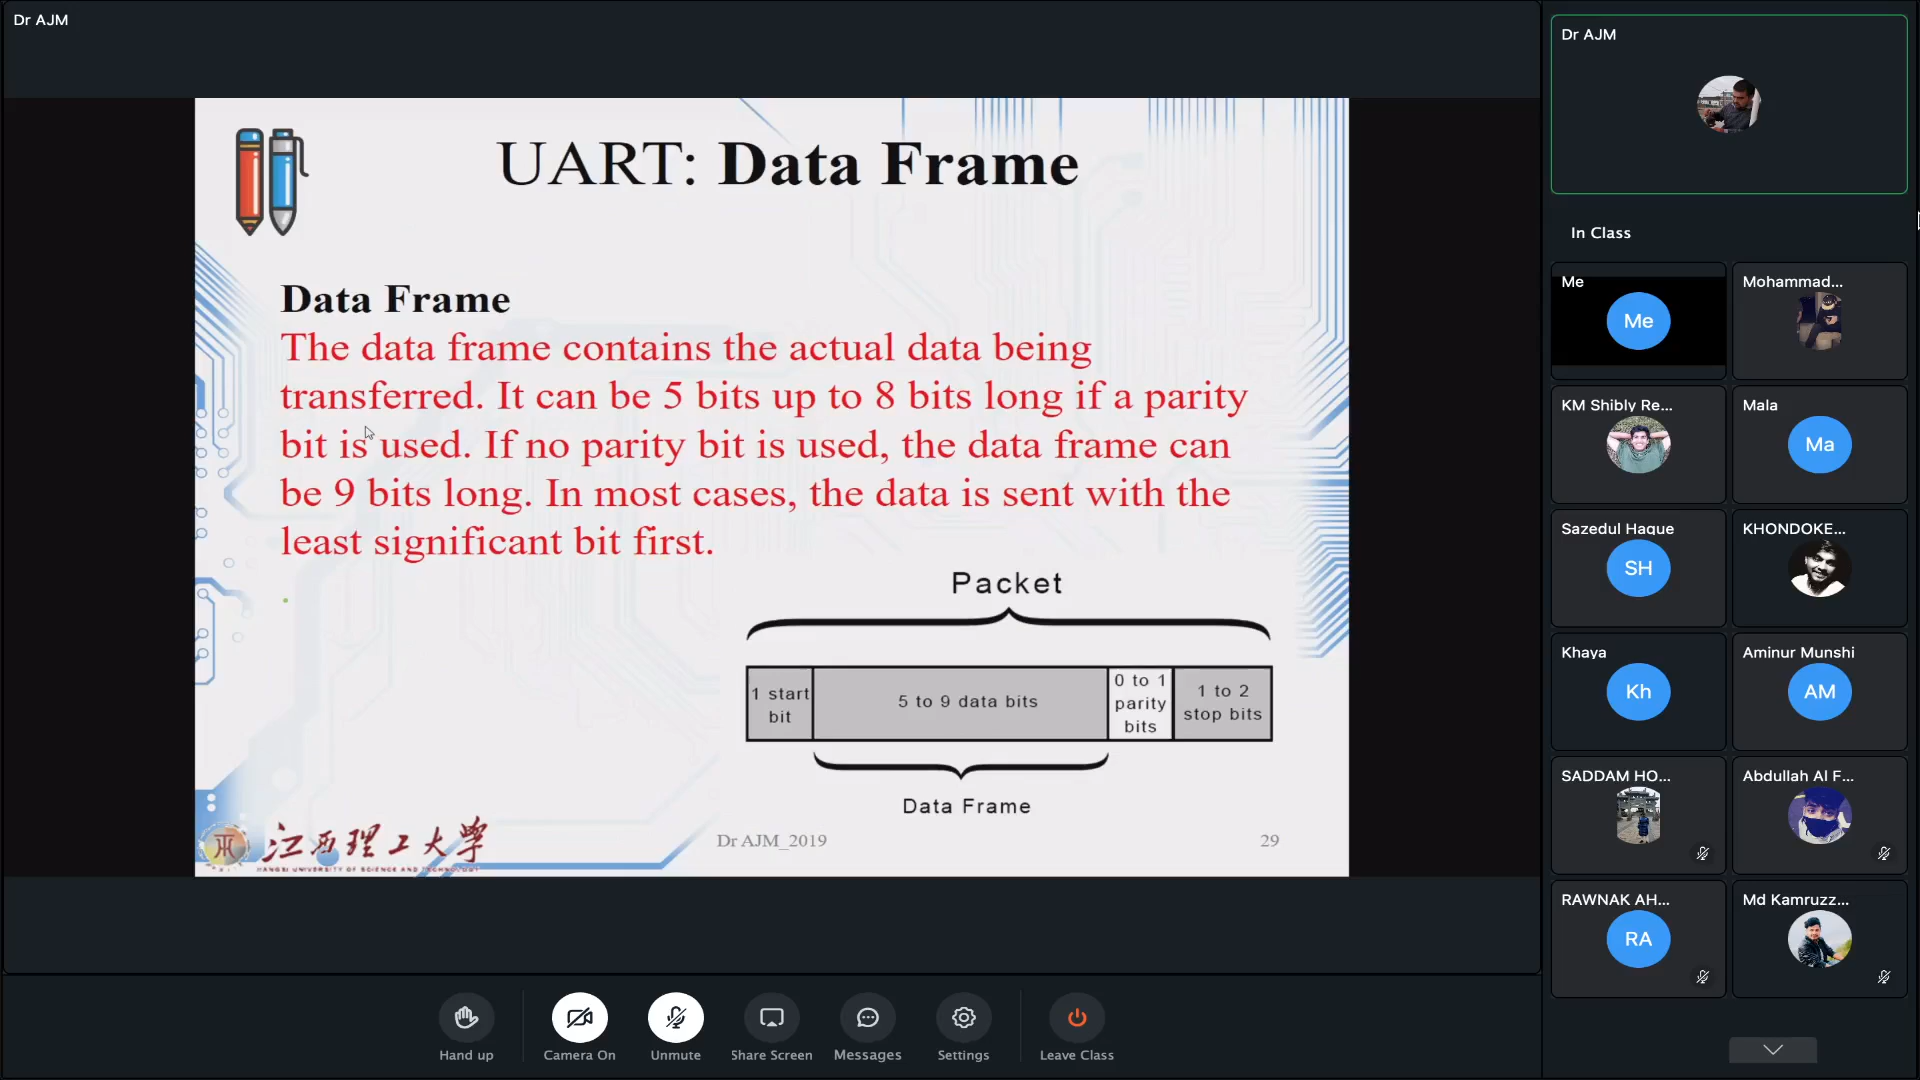 Dr AJM
UART: Data Frame
Data Frame
The data frame contains the actual data being
transferred. It can be 5 bits up to 8 bits long if a parity
bit is used. If no parity bit is used, the data frame can
be 9 bits long. In most cases, the data is sent with the
least significant bit first.
Packet
1 start
bit
5 to 9 data bits
0 to 1
parity
bits
1 to 2
stop bits
Data Frame
江西理工大学
JIANGXI UNIVERSITY OF SCIENCE AND TECHNOLOGY
Dr AJM_2019
29
Dr AJM
In Class
Me
Me
Mohammad...
KM Shibly Re...
Mala
Ma
Sazedul Haque
SH
KHONDOKE...
Khaya
Kh
Aminur Munshi
AM
SADDAM HO...
Abdullah Al F...
RAWNAK AH...
RA
Md Kamruzz...
Hand up
Camera On
Unmute
Share Screen
Messages
Settings
Leave Class